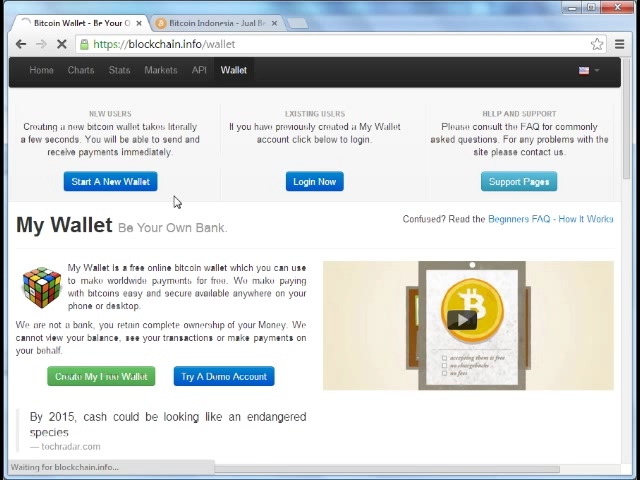 Bitcoin Wallet - Be Your O
Bitcoin Indonesia - Jual Be
https://blockchain.info/wallet
Home Charts Stats Markets API Wallet
NEW USERS
Creating a new bitcoin wallet takes literally
a few seconds. You will be able to send and
receive payments immediately.
Start A New Wallet
EXISTING USERS
If you have previously created a My Wallet
account click below to login.
Login Now
HELP AND SUPPORT
Please consult the FAQ for commonly
asked questions. For any problems with the
site please contact us.
Support Pages
My Wallet Be Your Own Bank.
Confused? Read the Beginners FAQ - How It Works
My Wallet is a free online bitcoin wallet which you can use
to make worldwide payments for free. We make paying
with bitcoins easy and secure available anywhere on your
phone or desktop.
We are not a bank, you retain complete ownership of your Money. We
cannot view your balance, see your transactions or make payments on
your behalf.
Create My Free Wallet
Try A Demo Account
accepting them is free
no chargebacks
no fees
By 2015, cash could be looking like an endangered
species
— techradar.com
Waiting for blockchain.info...